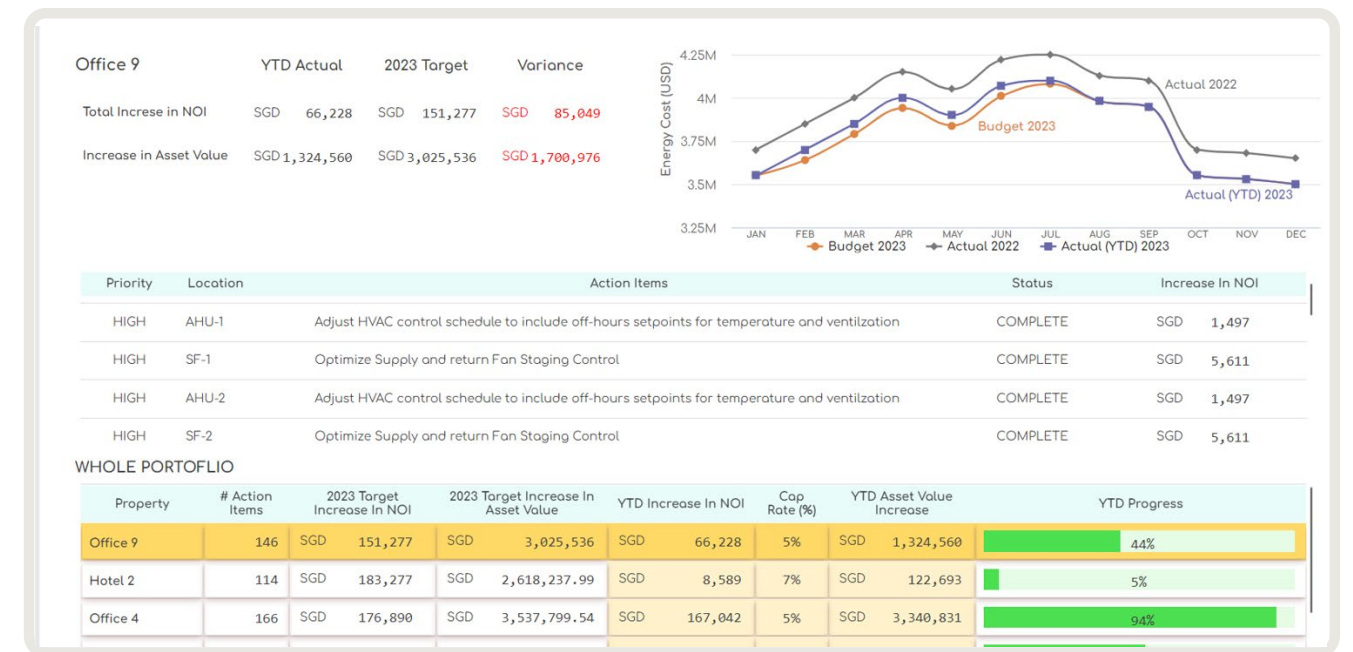 Office 9 YTD Actual 2023 Target Variance
Total Increse in NOI SGD 66,228 SGD 151,277 SGD 85,049
Increase in Asset Value SGD 1,324,560 SGD 3,025,536 SGD 1,700,976
Energy Cost (USD)
4.25M
4M
3.75M
3.5M
3.25M
Actual 2022
Budget 2023
Actual (YTD) 2023
JAN FEB MAR APR MAY JUN JUL AUG SEP OCT NOV DEC
Budget 2023 Actual 2022 Actual (YTD) 2023
Priority Location Action Items Status Increase In NOI
HIGH AHU-1 Adjust HVAC control schedule to include off-hours setpoints for temperature and ventilzation COMPLETE SGD 1,497
HIGH SF-1 Optimize Supply and return Fan Staging Control COMPLETE SGD 5,611
HIGH AHU-2 Adjust HVAC control schedule to include off-hours setpoints for temperature and ventilzation COMPLETE SGD 1,497
HIGH SF-2 Optimize Supply and return Fan Staging Control COMPLETE SGD 5,611
WHOLE PORTOFLIO
Property # Action Items 2023 Target Increase In NOI 2023 Target Increase In Asset Value YTD Increase In NOI Cap Rate (%) YTD Asset Value Increase YTD Progress
Office 9 146 SGD 151,277 SGD 3,025,536 SGD 66,228 5% SGD 1,324,560 44%
Hotel 2 114 SGD 183,277 SGD 2,618,237.99 SGD 8,589 7% SGD 122,693 5%
Office 4 166 SGD 176,890 SGD 3,537,799.54 SGD 167,042 5% SGD 3,340,831 94%